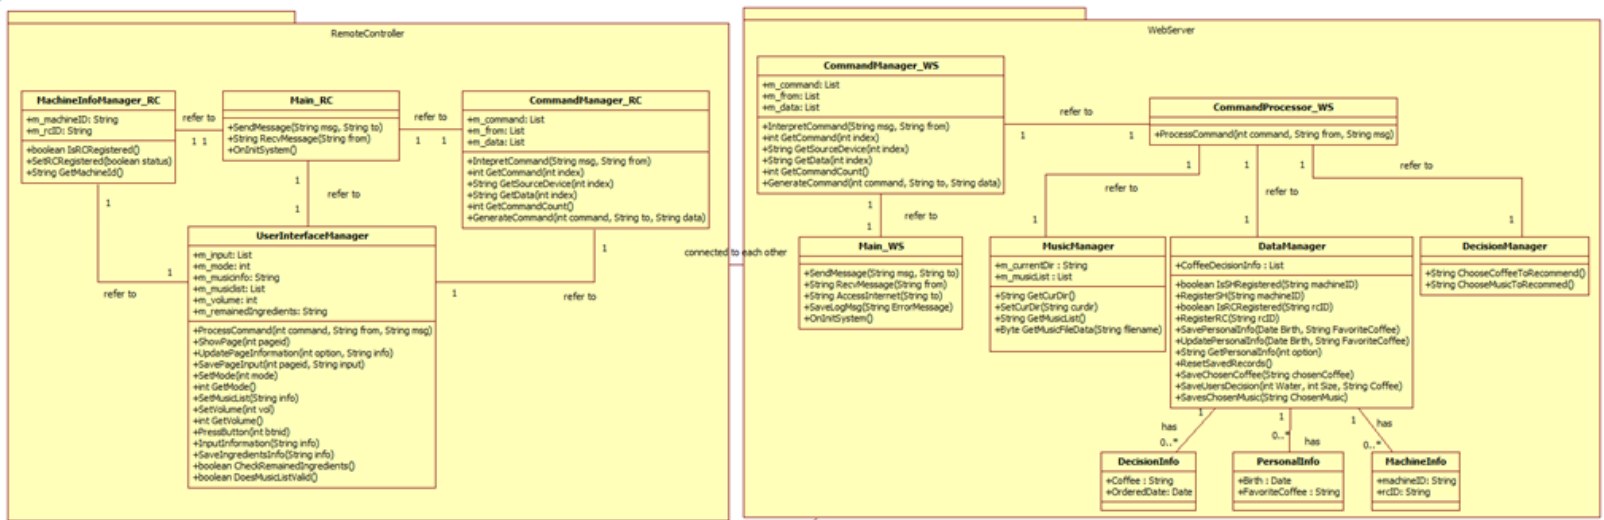 RemoteController
MachineInfoManager_RC
+m_machineID: String
+m_rcID: String
+boolean IsRCRegistered()
+SetRCRegistered(boolean status)
+String GetMachineId()
refer to
1 1
Main_RC
+SendMessage(String msg, String to)
+String RecvMessage(String from)
+OnInitSystem()
refer to
1 1
CommandManager_RC
+m_command: List
+m_from: List
+m_data: List
+IntepretCommand(String msg, String from)
+int GetCommand(int index)
+String GetSourceDevice(int index)
+String GetData(int index)
+int GetCommandCount()
+GenerateCommand(int command, String to, String data)
1
refer to
1
1
1
refer to
1
1
refer to
UserInterfaceManager
+m_input: List
+m_mode: int
+m_musicinfo: String
+m_musiclist: List
+m_volume: int
+m_remainedIngredients: String
+ProcessCommand(int command, String from, String msg)
+ShowPage(int pageid)
+UpdatePageInformation(int option, String info)
+SavePageInput(int pageid, String input)
+SetMode(int mode)
+int GetMode()
+SetMusicList(String info)
+SetVolume(int vol)
+int GetVolume()
+PressButton(int btnid)
+InputInformation(String info)
+SaveIngredientsInfo(String info)
+boolean CheckRemainedIngredients()
+boolean DoesMusicListValid()
connected to each other
WebServer
CommandManager_WS
+m_command: List
+m_from: List
+m_data: List
+InterpretCommand(String msg, String from)
+int GetCommand(int index)
+String GetSourceDevice(int index)
+String GetData(int index)
+int GetCommandCount()
+GenerateCommand(int command, String to, String data)
refer to
1 1
CommandProcessor_WS
+ProcessCommand(int command, String from, String msg)
1
refer to
1
1
refer to
1
1
refer to
1
1
refer to
1
Main_WS
+SendMessage(String msg, String to)
+String RecvMessage(String from)
+String AccessInternet(String to)
+SaveLogMsg(String ErrorMessage)
+OnInitSystem()
MusicManager
+m_currentDir : String
+m_musicList : List
+String GetCurDir()
+SetCurDir(String curdir)
+String GetMusicList()
+Byte GetMusicFileData(String filename)
DataManager
+CoffeeDecisionInfo : List
+boolean IsSHRegistered(String machineID)
+RegisterSH(String machineID)
+boolean IsRCRegistered(String rcID)
+RegisterRC(String rcID)
+SavePersonalInfo(Date Birth, String FavoriteCoffee)
+UpdatePersonalInfo(Date Birth, String FavoriteCoffee)
+String GetPersonalInfo(int option)
+ResetSavedRecords()
+SaveChosenCoffee(String chosenCoffee)
+SaveUsersDecision(int Water, int Size, String Coffee)
+SavesChosenMusic(String ChosenMusic)
DecisionManager
+String ChooseCoffeeToRecommend()
+String ChooseMusicToRecommed()
1
has
0..*
1
0..*
has
1
has
0..*
DecisionInfo
+Coffee : String
+OrderedDate: Date
PersonalInfo
+Birth : Date
+FavoriteCoffee : String
MachineInfo
+machineID: String
+rcID: String